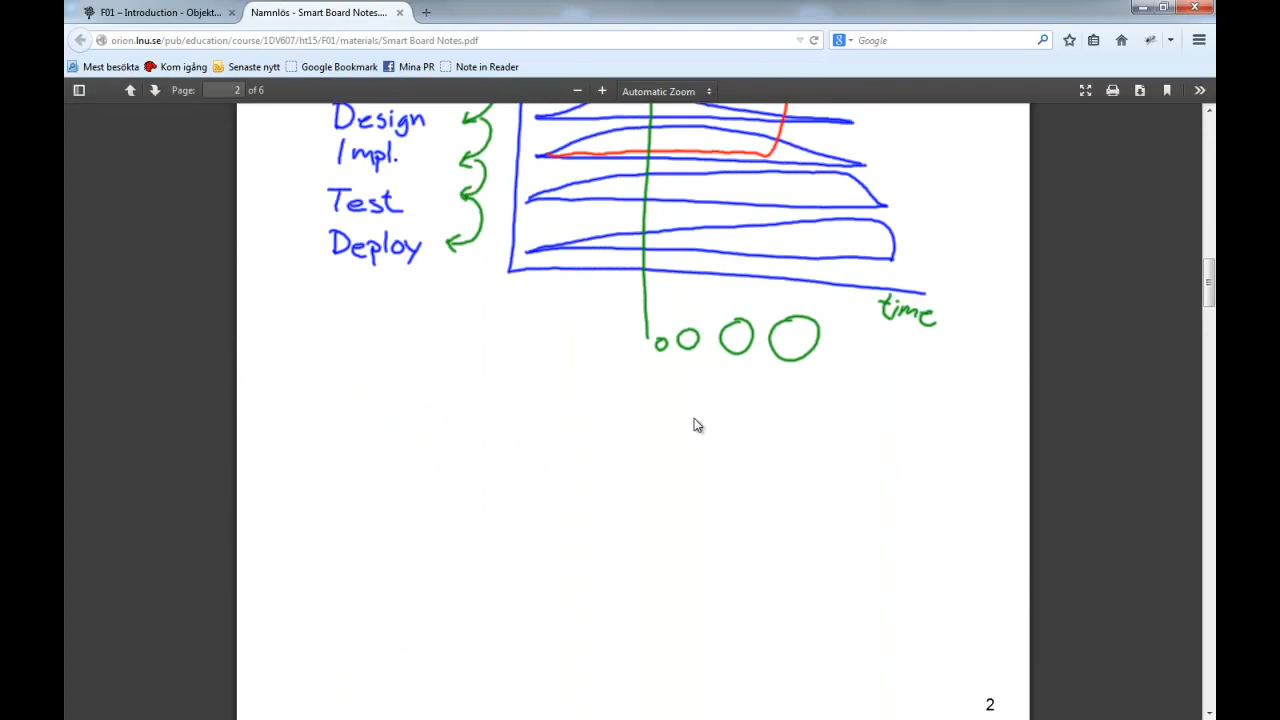 F01 – Introduction - Objekt...
Namnlös - Smart Board Notes....
orion.lnu.se/pub/education/course/1DV607/ht15/F01/materials/Smart Board Notes.pdf
Google
Mest besökta
Kom igång
Senaste nytt
Google Bookmark
Mina PR
Note in Reader
Page: 2 of 6
Automatic Zoom
Design
Impl.
Test
Deploy
time
2